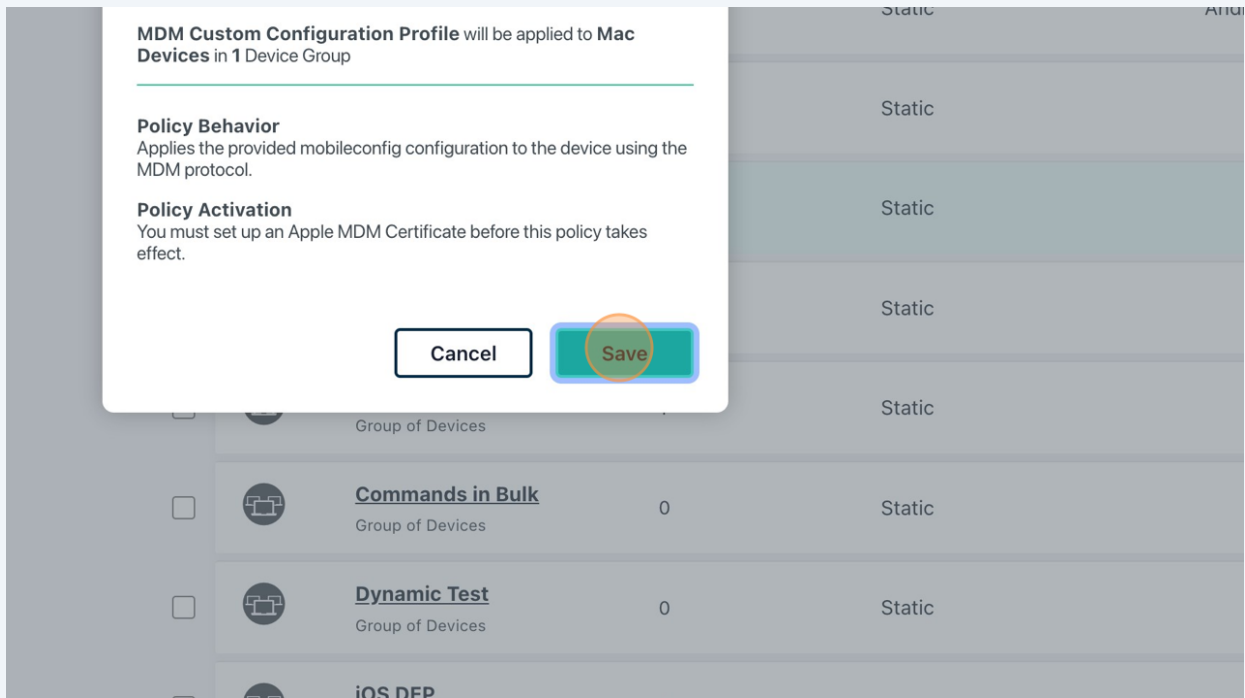 MDM Custom Configuration Profile will be applied to Mac
Devices in 1 Device Group
Policy Behavior
Applies the provided mobileconfig configuration to the device using the
MDM protocol.
Policy Activation
You must set up an Apple MDM Certificate before this policy takes
effect.
Cancel
Save
Static
Static
Static
Static
Group of Devices
Static
Commands in Bulk
Group of Devices
0
Static
Dynamic Test
Group of Devices
0
Static
iOS DEP